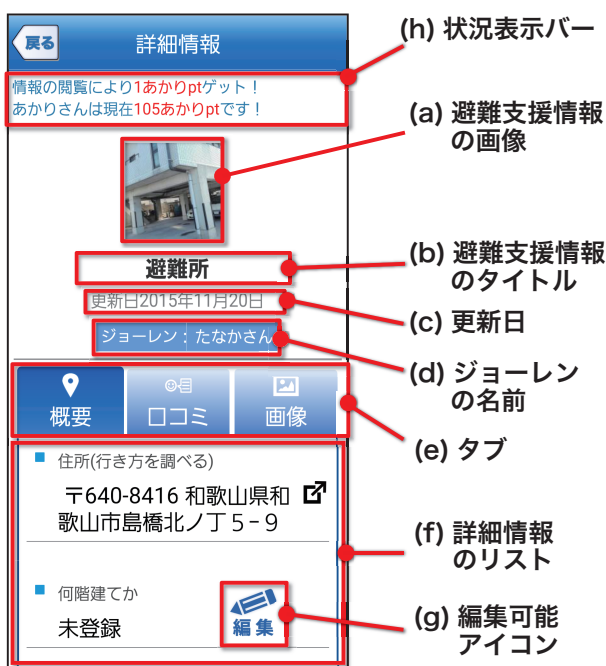 戻る
詳細情報
情報の閲覧により1あかりptゲット！
あかりさんは現在105あかりptです！
避難所
更新日2015年11月20日
ジョーレン：たなかさん
概要
口コミ
画像
住所(行き方を調べる)
〒640-8416 和歌山県和
歌山市島橋北ノ丁５−９
何階建てか
未登録
編集
(h) 状況表示バー
(a) 避難支援情報
の画像
(b) 避難支援情報
のタイトル
(c) 更新日
(d) ジョーレン
の名前
(e) タブ
(f) 詳細情報
のリスト
(g) 編集可能
アイコン